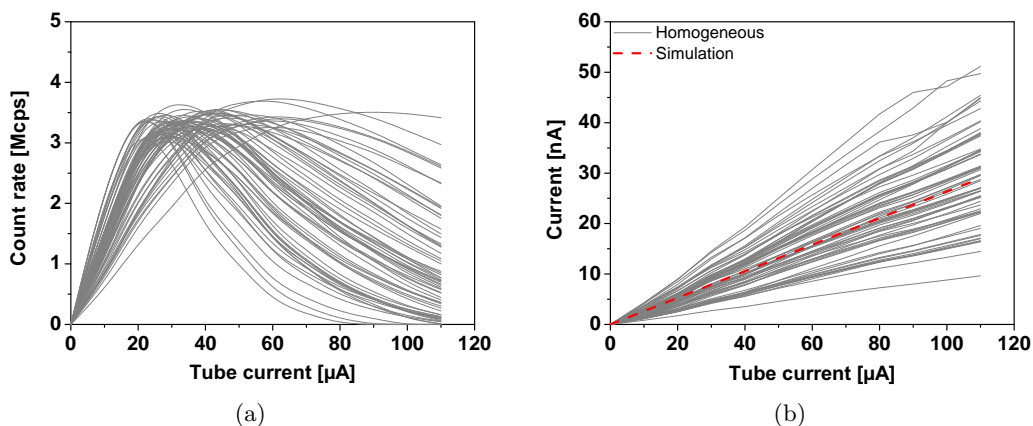 5
4
3
2
1
0
Count rate [Mcps]
0 20 40 60 80 100 120
Tube current [µA]
(a)
Homogeneous
Simulation
60
50
40
30
20
10
0
Current [nA]
0 20 40 60 80 100 120
Tube current [µA]
(b)